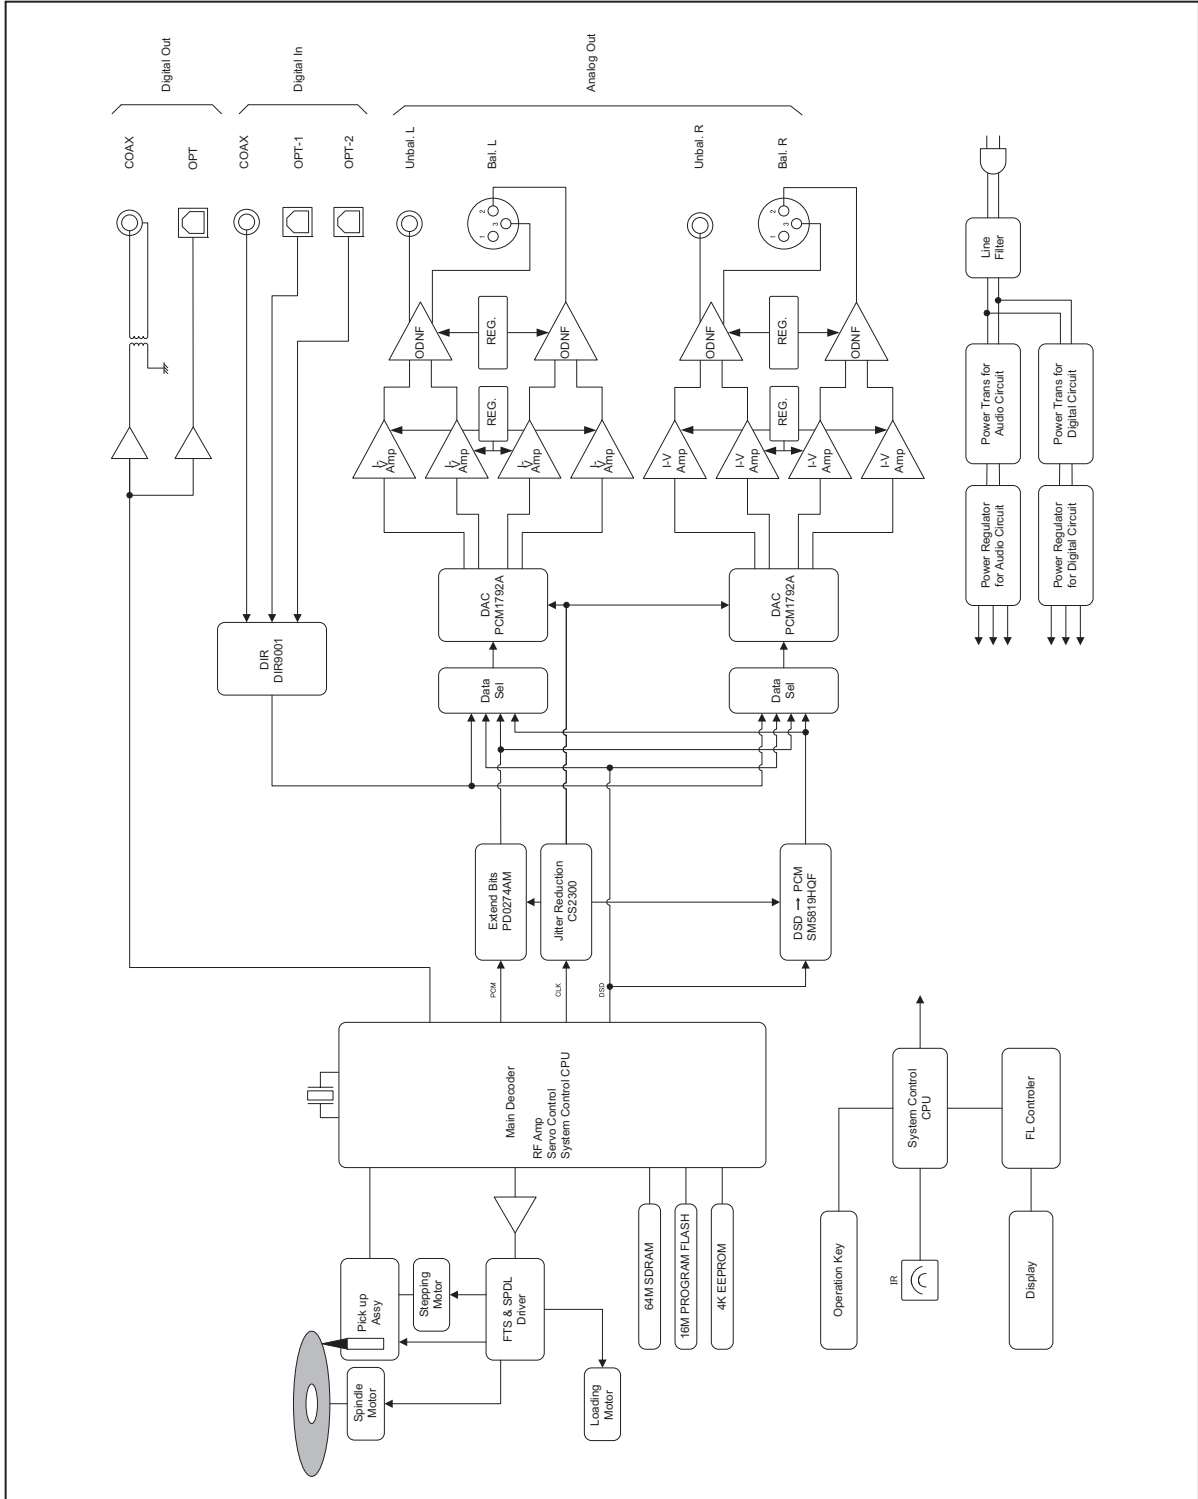 Digital Out
Digital In
Analog Out
COAX
OPT
COAX
OPT-1
OPT-2
Unbal. L
Bal. L
Unbal. R
Bal. R
1
2
3
1
2
3
ODNF
REG.
ODNF
ODNF
REG.
ODNF
I-V
Amp
I-V
Amp
REG.
I-V
Amp
I-V
Amp
I-V
Amp
I-V
Amp
REG.
I-V
Amp
I-V
Amp
Line
Filter
Power Trans for
Audio Circuit
Power Trans for
Digital Circuit
Power Regulator
for Audio Circuit
Power Regulator
for Digital Circuit
DIR
DIR9001
DAC
PCM1792A
DAC
PCM1792A
Data
Sel
Data
Sel
Extend Bits
PD0274AM
Jitter Reduction
CS2300
DSD → PCM
SM5819HQF
PCM
CLK
DSD
Main Decoder
RF Amp
Servo Control
System Control CPU
System Control
CPU
FL Controler
Pick up
Assy
Stepping
Motor
FTS & SPDL
Driver
Spindle
Motor
Loading
Motor
64M SDRAM
16M PROGRAM FLASH
4K EEPROM
Operation Key
IR
Display